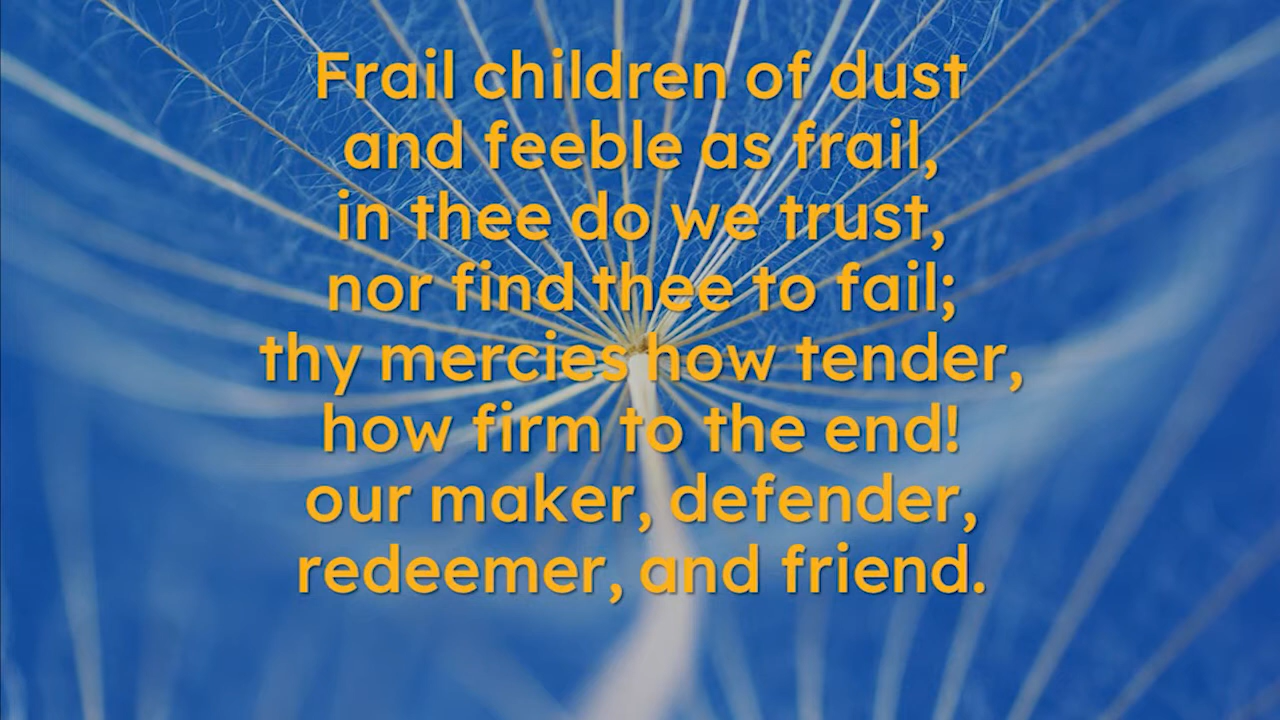 Frail children of dust
and feeble as frail,
in thee do we trust,
nor find thee to fail;
thy mercies how tender,
how firm to the end!
our maker, defender,
redeemer, and friend.